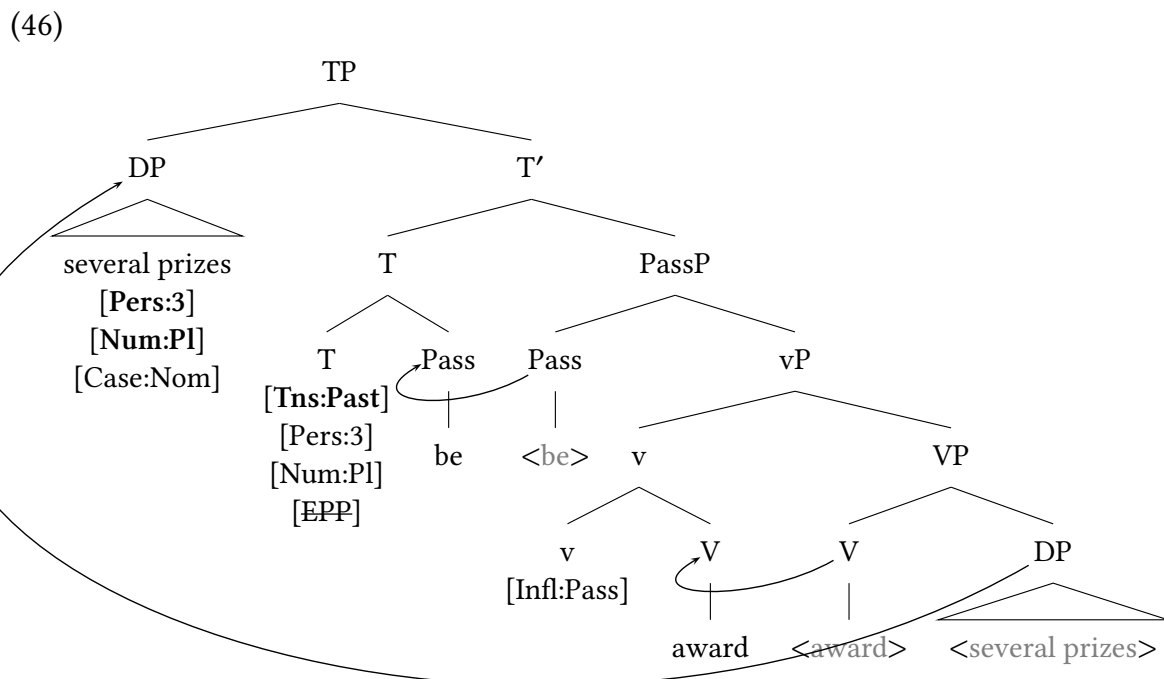 (46)
TP
DP T′
several prizes T PassP
[Pers:3]
[Num:Pl] T Pass Pass vP
[Case:Nom] [Tns:Past]
[Pers:3] be <be> v VP
[Num:Pl]
[EPP]
v V V DP
[Infl:Pass]
award <award> <several prizes>